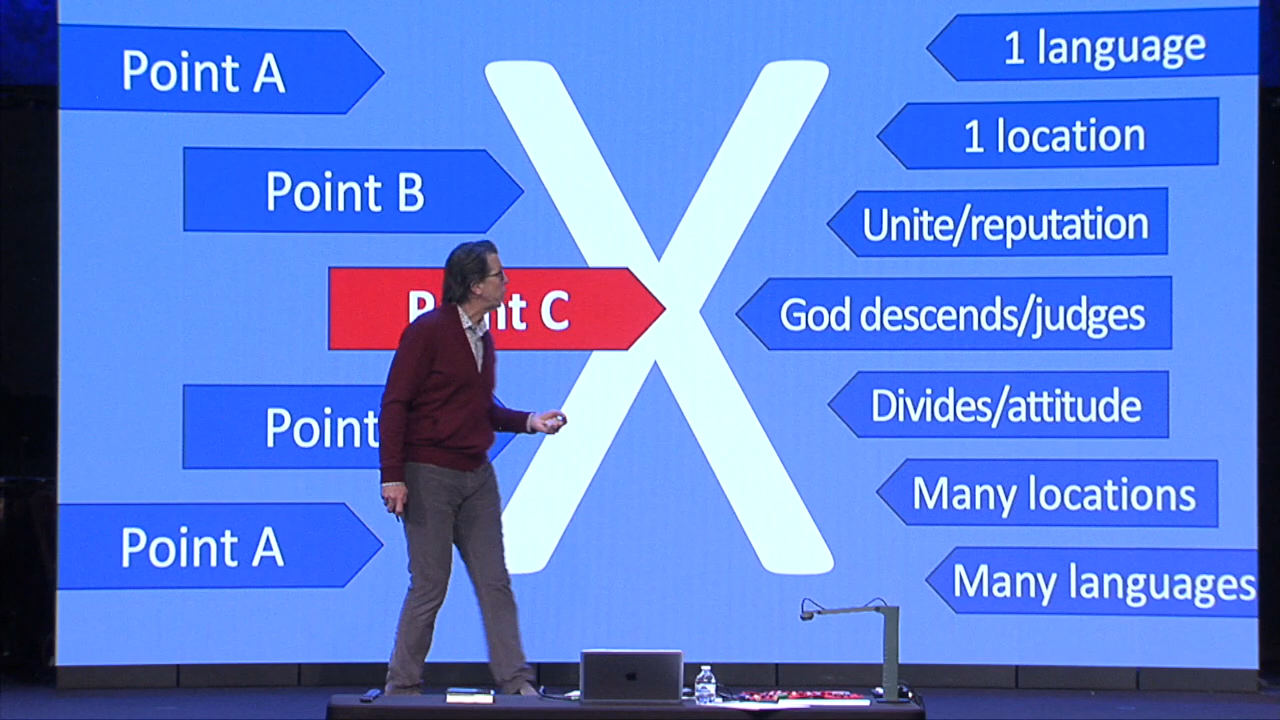 Point A
Point B
C
Point
Point A
X
1 language
1 location
Unite/reputation
God descends/judges
Divides/attitude
Many locations
Many languages